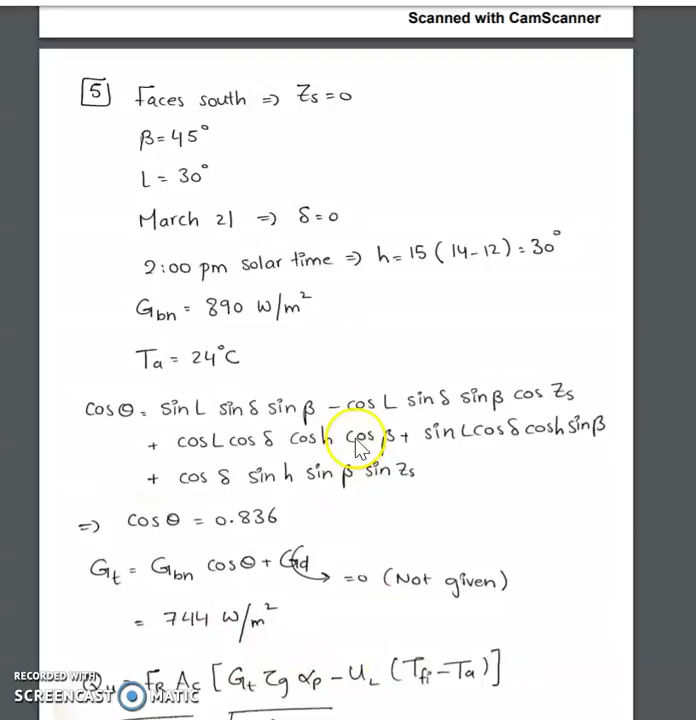 Scanned with CamScanner
5 Faces south => Zs = 0
β = 45°
L = 30°
March 21 => δ = 0
2:00 pm solar time => h = 15 (14-12) = 30°
Gbn = 890 W/m²
Ta = 24°C
cosθ = sin L sin δ sin β - cos L sin δ sin β cos Zs
+ cos L cos δ cos h cos β + sin L cos δ cos h sin β
+ cos δ sin h sin β sin Zs
=> cos θ = 0.836
Gt = Gbn cos θ + Gd → = 0 (Not given)
= 744 W/m²
= FR Ac [Gt τg αp - UL (Tfi - Ta)]
RECORDED WITH
SCREENCAST MATIC